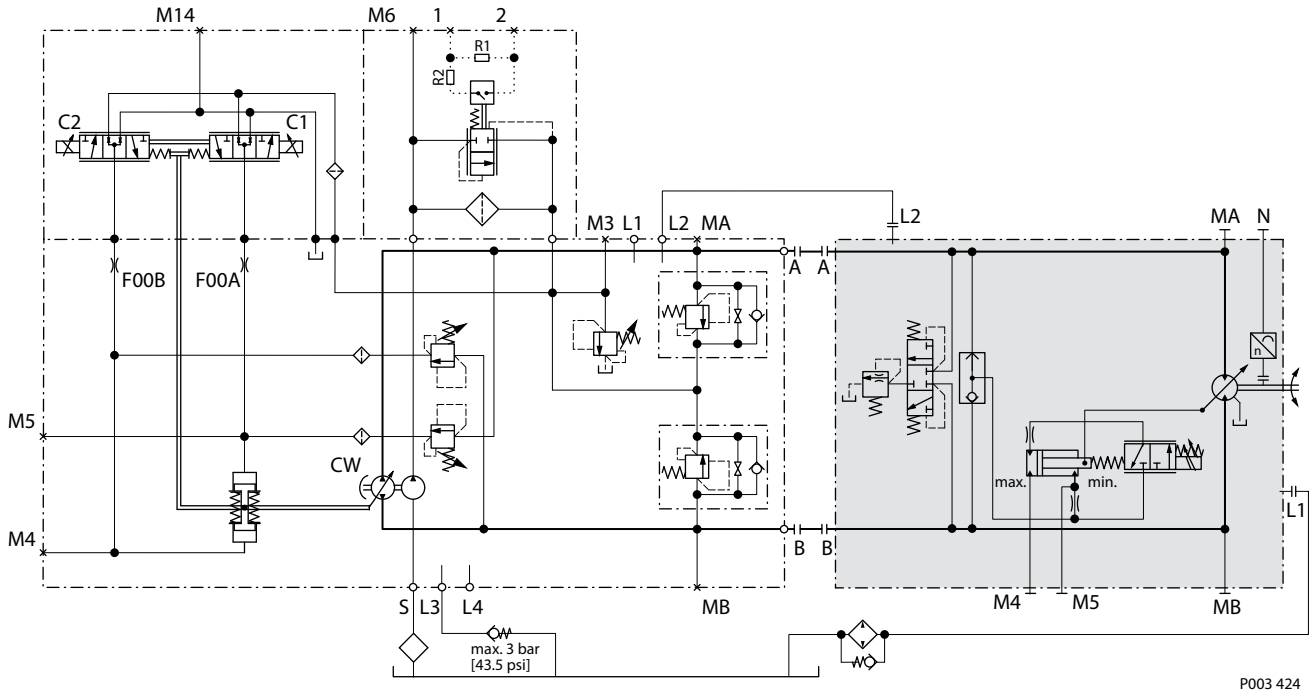 M14 M6 1 2
R1
R2
C2 C1
M3 L1 L2 MA L2 MA N
F00B F00A
A A
n
M5
CW
max. min.
L1
M4
B B
S L3 L4 MB M4 M5 MB
max. 3 bar
[43.5 psi]
P003 424